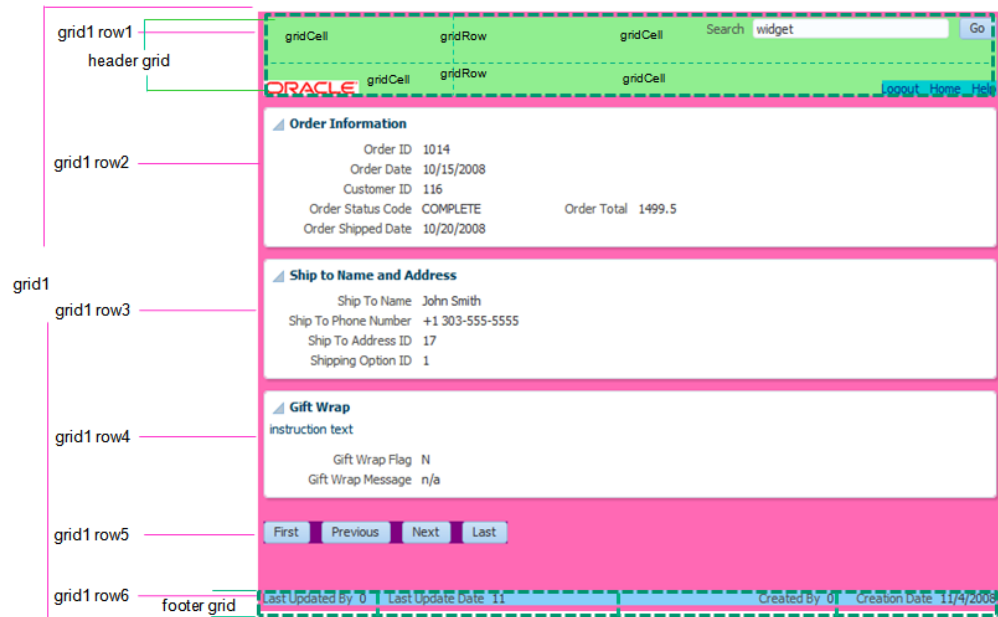 grid1 row1
header grid
gridCell gridRow gridCell Search widget Go
gridCell gridRow gridCell
ORACLE Logout Home Help
grid1 row2
Order Information
Order ID 1014
Order Date 10/15/2008
Customer ID 116
Order Status Code COMPLETE Order Total 1499.5
Order Shipped Date 10/20/2008
grid1
grid1 row3
Ship to Name and Address
Ship To Name John Smith
Ship To Phone Number +1 303-555-5555
Ship To Address ID 17
Shipping Option ID 1
grid1 row4
Gift Wrap
instruction text
Gift Wrap Flag N
Gift Wrap Message n/a
grid1 row5
First Previous Next Last
grid1 row6
footer grid
Last Updated By 0 Last Update Date 11 Created By 0 Creation Date 11/4/2008